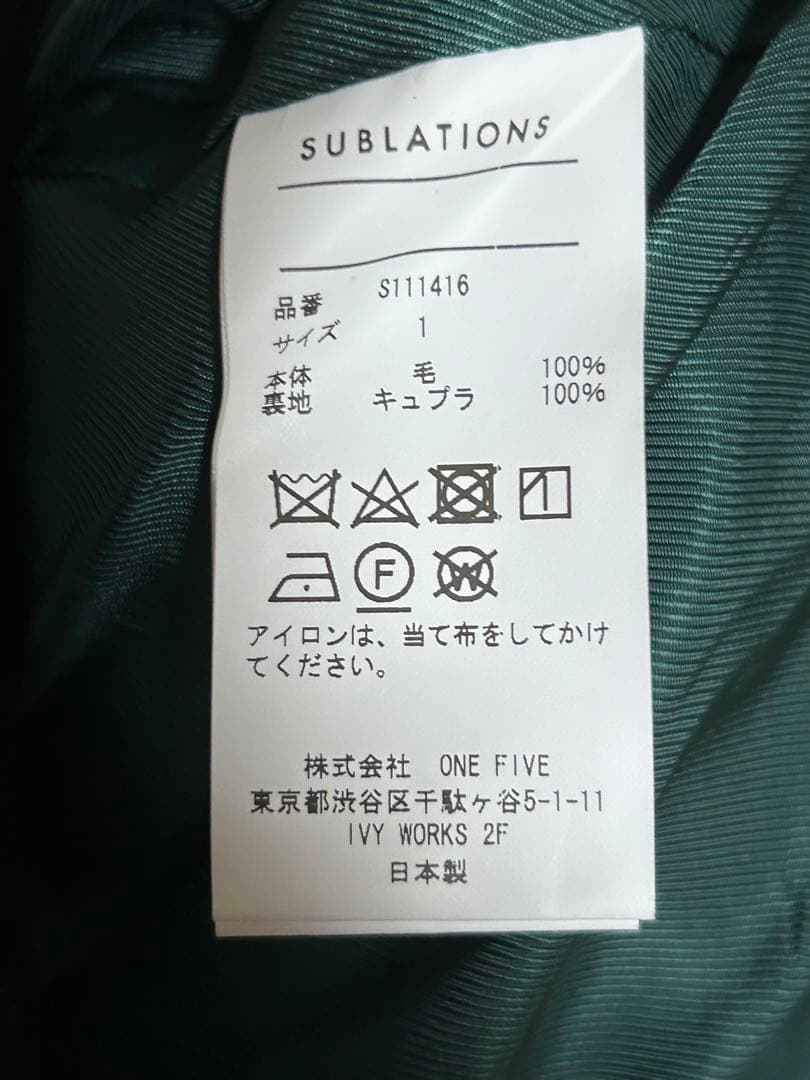 SUBLATIONS
品番 S111416
サイズ 1
本体 毛 100%
裏地 キュプラ 100%
F W
アイロンは、当て布をしてかけ
てください。
株式会社 ONE FIVE
東京都渋谷区千駄ヶ谷5-1-11
IVY WORKS 2F
日本製